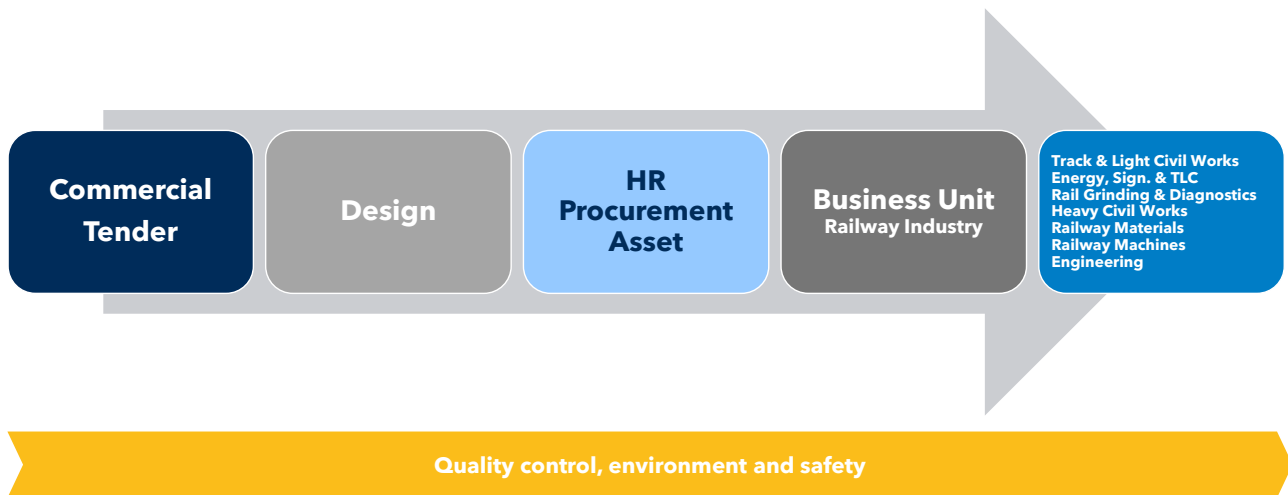 Commercial
Tender
Design
HR
Procurement
Asset
Business Unit
Railway Industry
Track & Light Civil Works
Energy, Sign. & TLC
Rail Grinding & Diagnostics
Heavy Civil Works
Railway Materials
Railway Machines
Engineering
Quality control, environment and safety